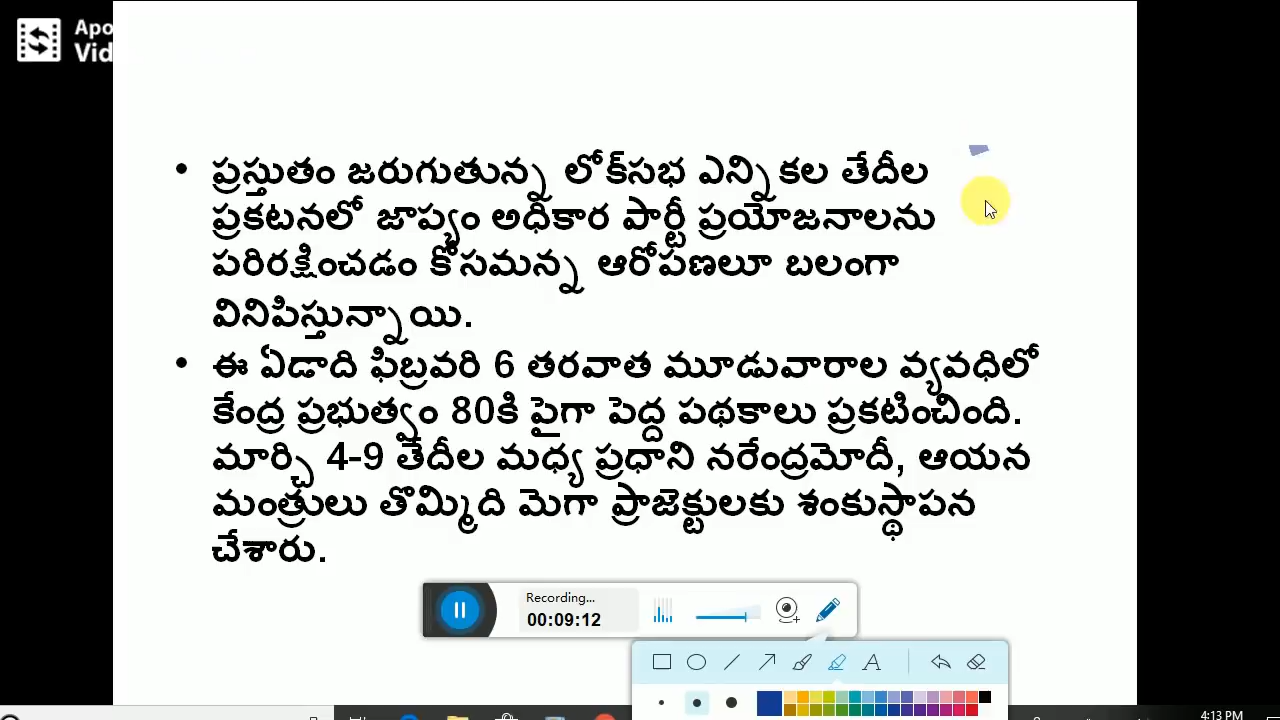 Apo
Vid
ప్రస్తుతం జరుగుతున్న లోక్‌సభ ఎన్నికల తేదీల
ప్రకటనలో జాప్యం అధికార పార్టీ ప్రయోజనాలను
పరిరక్షించడం కోసమన్న ఆరోపణలూ బలంగా
వినిపిస్తున్నాయి.
ఈ ఏడాది ఫిబ్రవరి 6 తరవాత మూడువారాల వ్యవధిలో
కేంద్ర ప్రభుత్వం 80కి పైగా పెద్ద పథకాలు ప్రకటించింది.
మార్చి 4-9 తేదీల మధ్య ప్రధాని నరేంద్రమోదీ, ఆయన
మంత్రులు తొమ్మిది మెగా ప్రాజెక్టులకు శంకుస్థాపన
చేశారు.
Recording...
00:09:12
A
4:13 PM